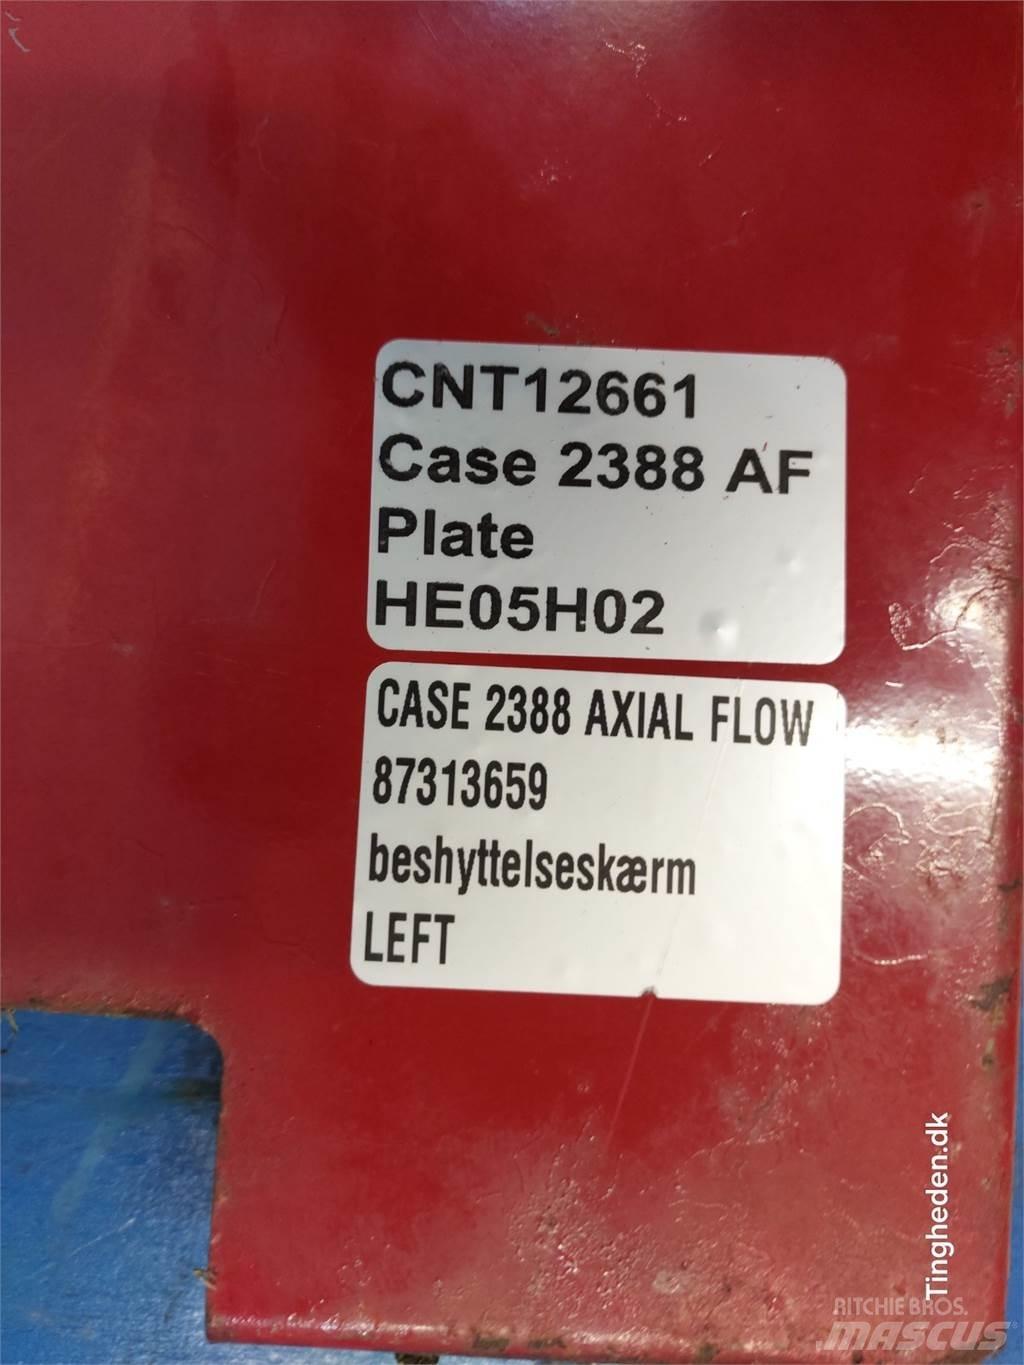 CNT12661
Case 2388 AF
Plate
HE05H02
CASE 2388 AXIAL FLOW
87313659
beshyttelseskærm
LEFT
Tingheden.dk
RITCHIE BROS.
MASCUS